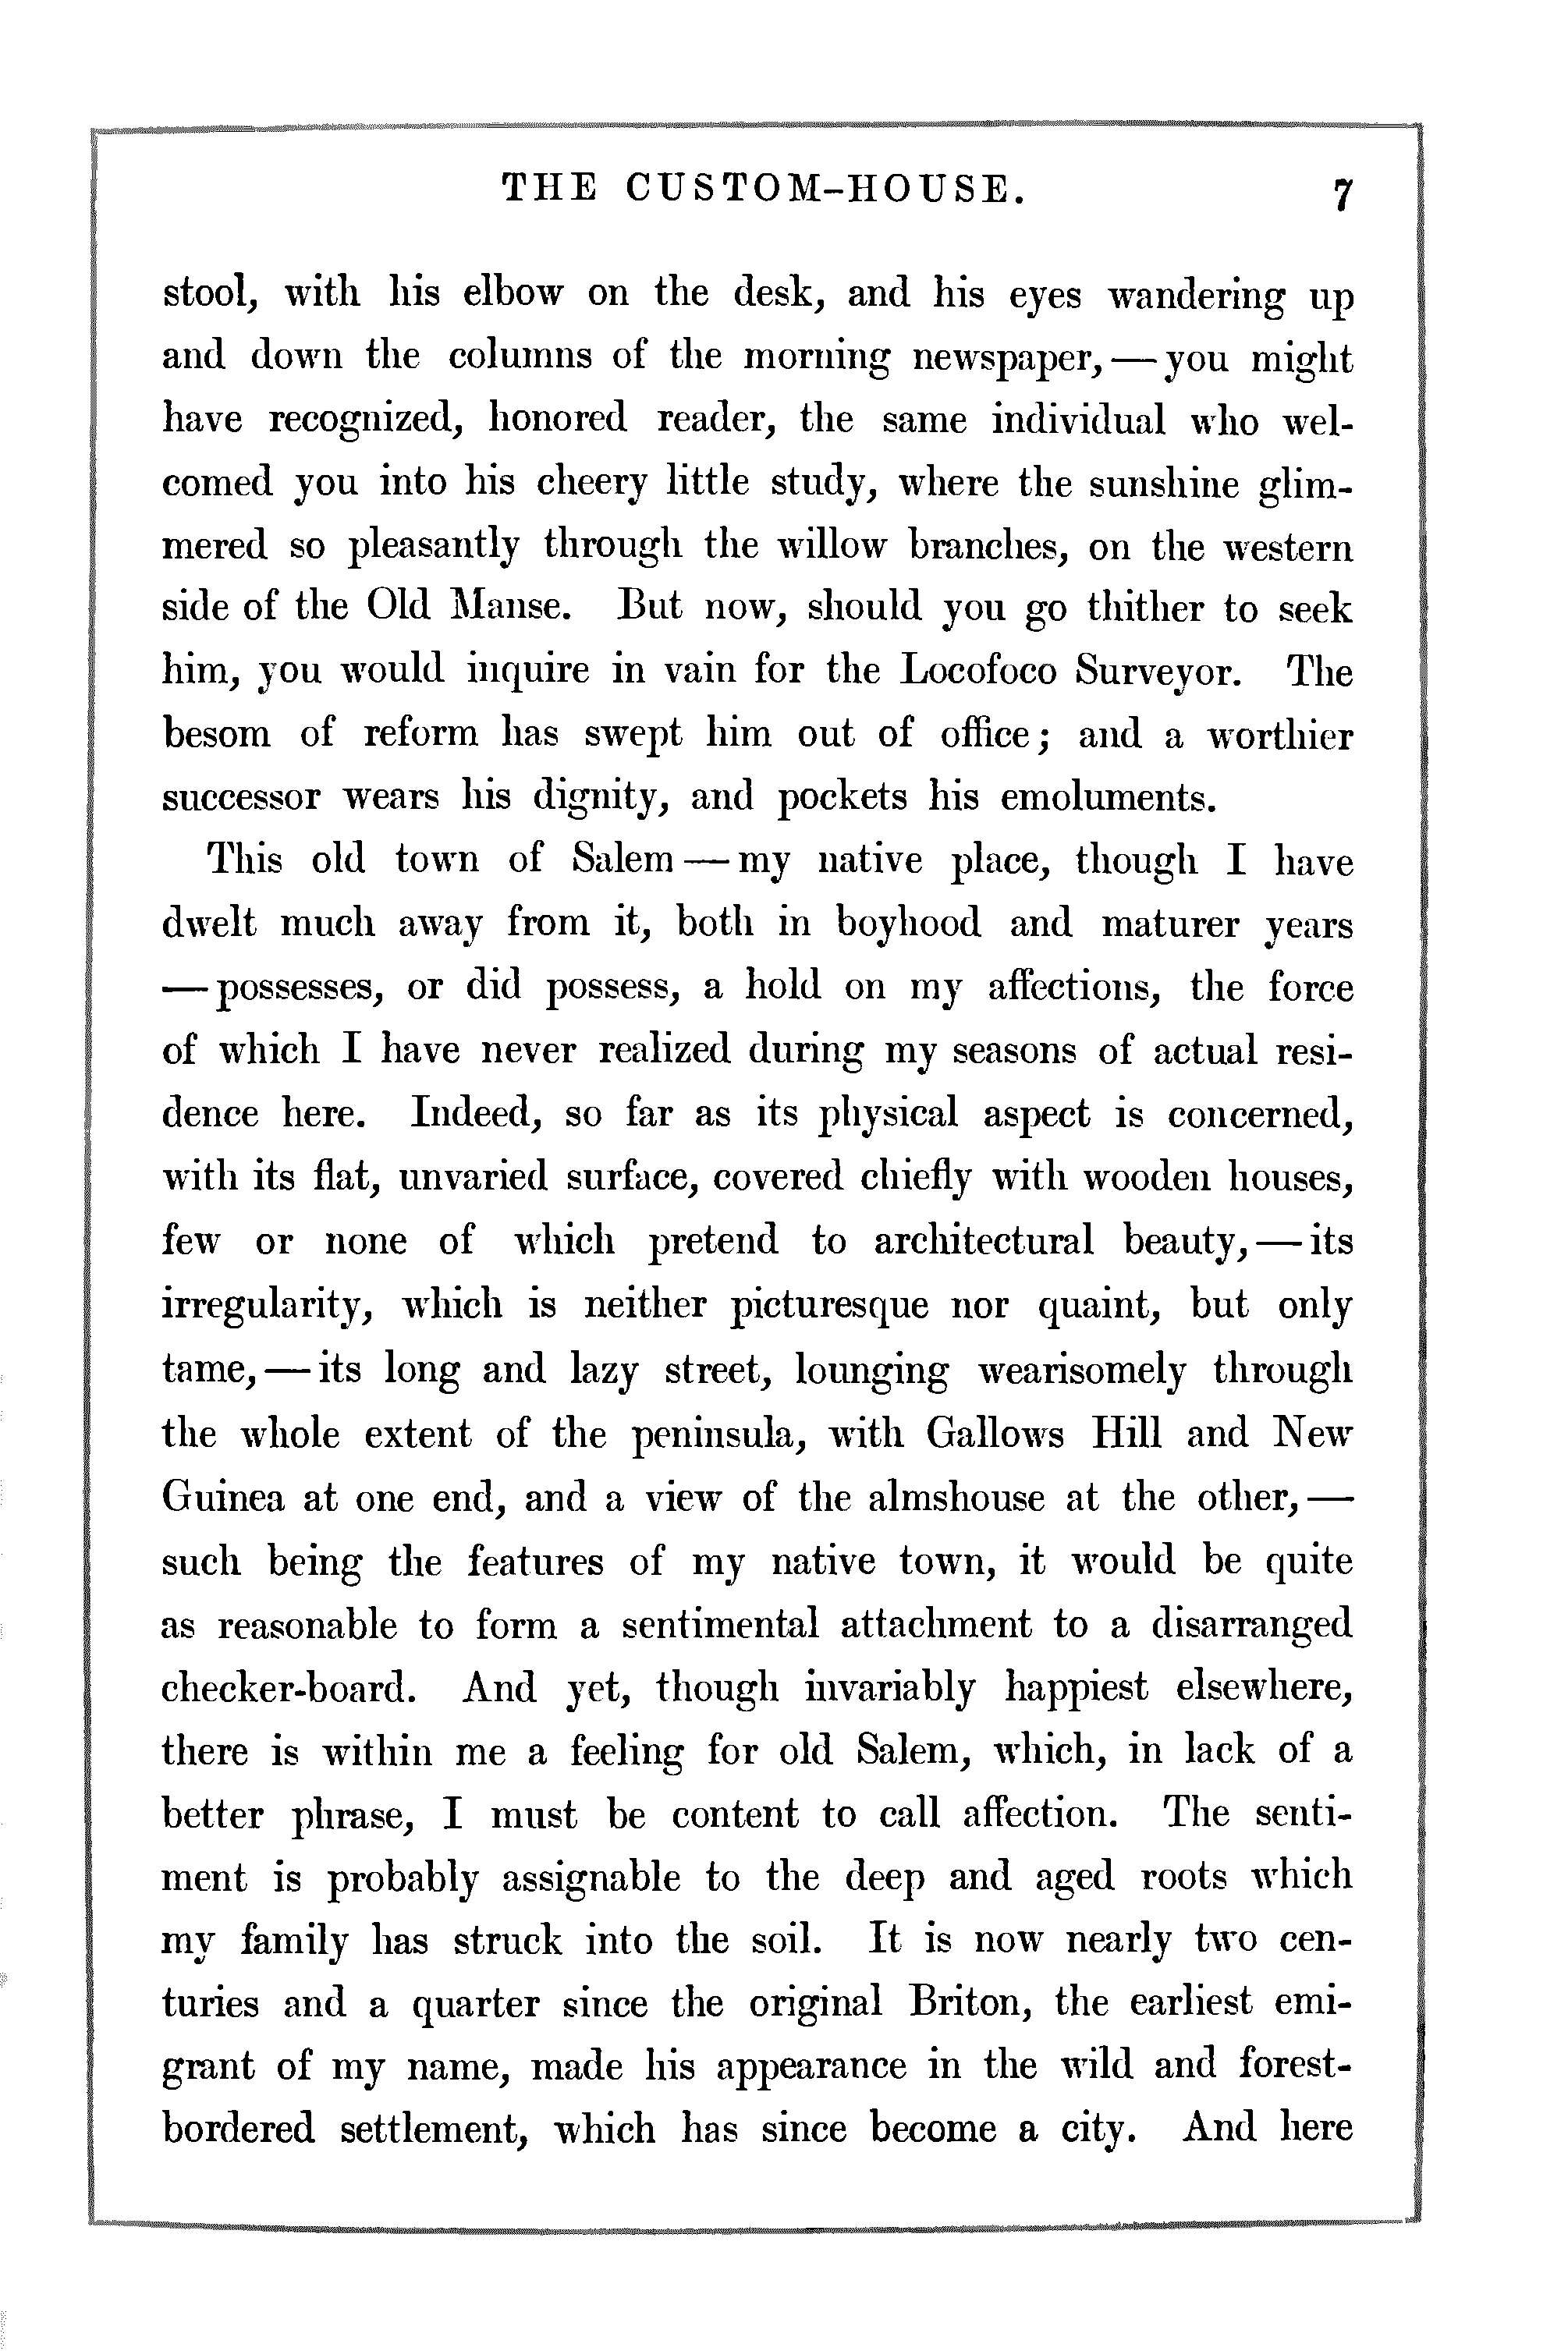 THE CUSTOM-HOUSE. 7
stool, with his elbow on the desk, and his eyes wandering up
and down the columns of the morning newspaper,—you might
have recognized, honored reader, the same individual who wel-
comed you into his cheery little study, where the sunshine glim-
mered so pleasantly through the willow branches, on the western
side of the Old Manse. But now, should you go thither to seek
him, you would inquire in vain for the Locofoco Surveyor. The
besom of reform has swept him out of office; and a worthier
successor wears his dignity, and pockets his emoluments.
This old town of Salem—my native place, though I have
dwelt much away from it, both in boyhood and maturer years
—possesses, or did possess, a hold on my affections, the force
of which I have never realized during my seasons of actual resi-
dence here. Indeed, so far as its physical aspect is concerned,
with its flat, unvaried surface, covered chiefly with wooden houses,
few or none of which pretend to architectural beauty,—its
irregularity, which is neither picturesque nor quaint, but only
tame,—its long and lazy street, lounging wearisomely through
the whole extent of the peninsula, with Gallows Hill and New
Guinea at one end, and a view of the almshouse at the other,—
such being the features of my native town, it would be quite
as reasonable to form a sentimental attachment to a disarranged
checker-board. And yet, though invariably happiest elsewhere,
there is within me a feeling for old Salem, which, in lack of a
better phrase, I must be content to call affection. The senti-
ment is probably assignable to the deep and aged roots which
my family has struck into the soil. It is now nearly two cen-
turies and a quarter since the original Briton, the earliest emi-
grant of my name, made his appearance in the wild and forest-
bordered settlement, which has since become a city. And here